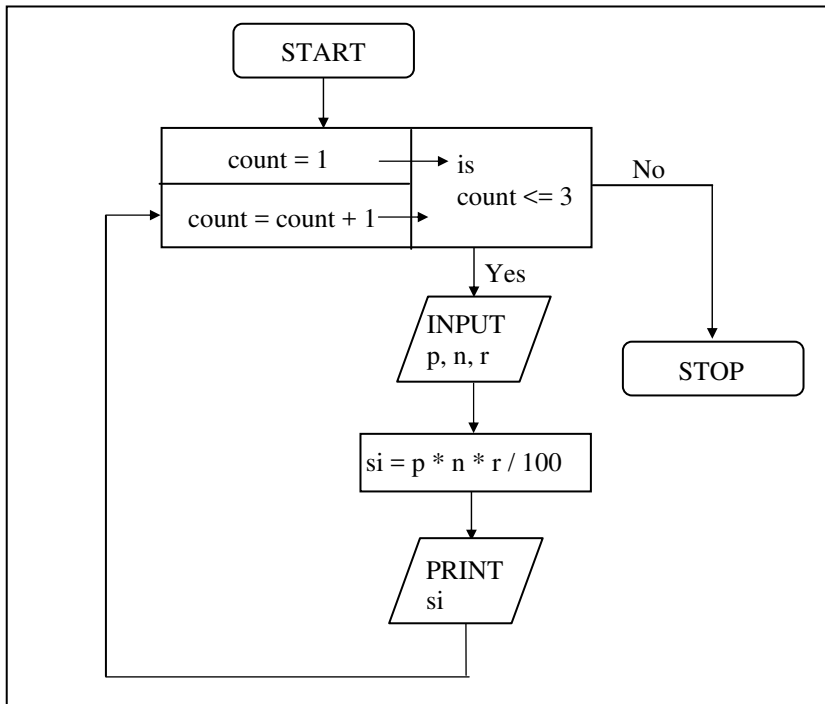 START
count = 1
is
count <= 3
No
count = count + 1
Yes
INPUT
p, n, r
STOP
si = p * n * r / 100
PRINT
si